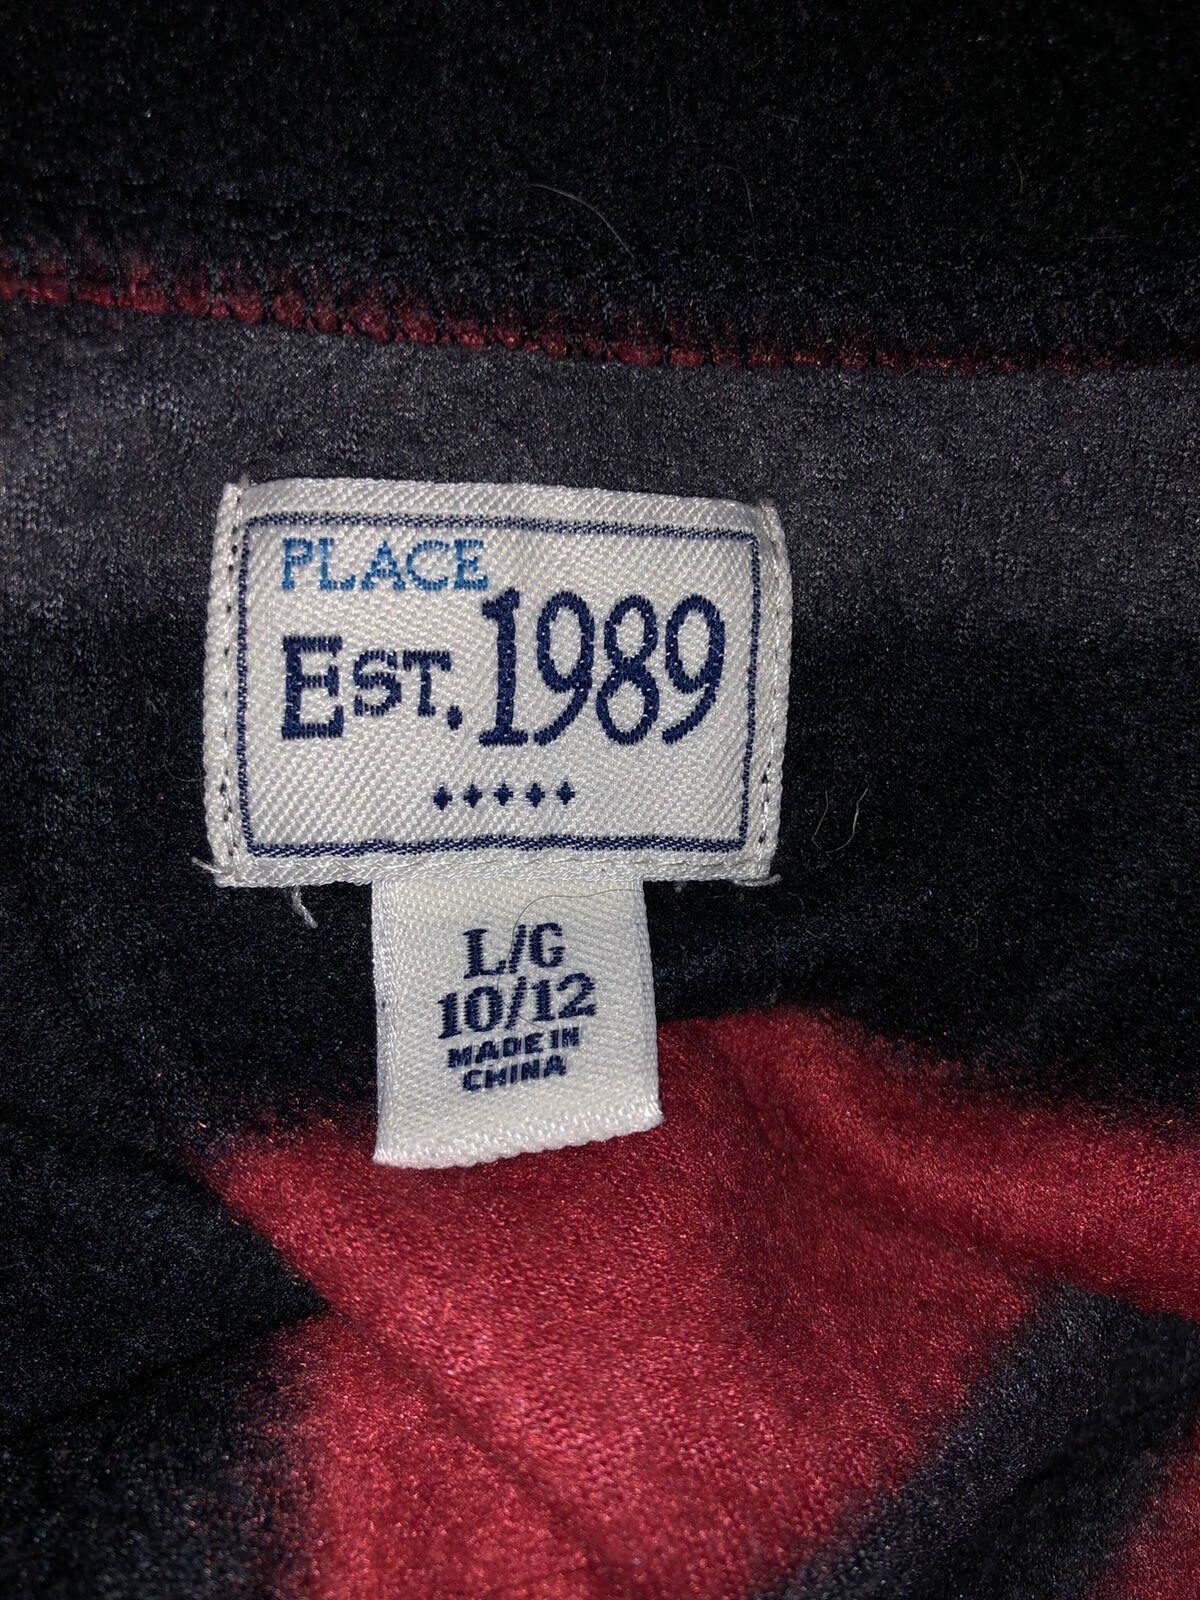 PLACE
EST. 1989
L/G
10/12
MADE IN
CHINA